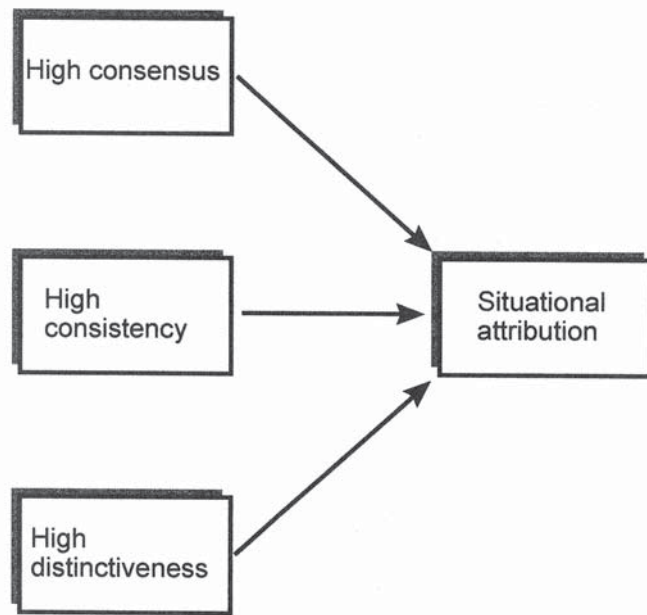 High consensus
High
consistency
Situational
attribution
High
distinctiveness